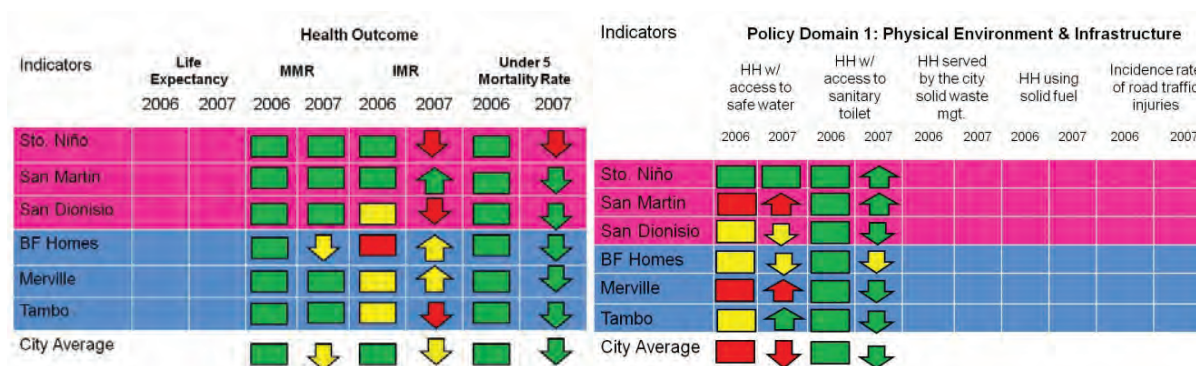 Health Outcome
Indicators
Life
Expectancy
MMR
IMR
Under 5
Mortality Rate
2006 2007 2006 2007 2006 2007 2006 2007
Sto. Niño
San Martin
San Dionisio
BF Homes
Merville
Tambo
City Average
Indicators
Policy Domain 1: Physical Environment & Infrastructure
HH w/
access to
safe water
HH w/
access to
sanitary
toilet
HH served
by the city
solid waste
mgt.
HH using
solid fuel
Incidence rate
of road traffic
injuries
2006 2007 2006 2007 2006 2007 2006 2007 2006 2007
Sto. Niño
San Martin
San Dionisio
BF Homes
Merville
Tambo
City Average